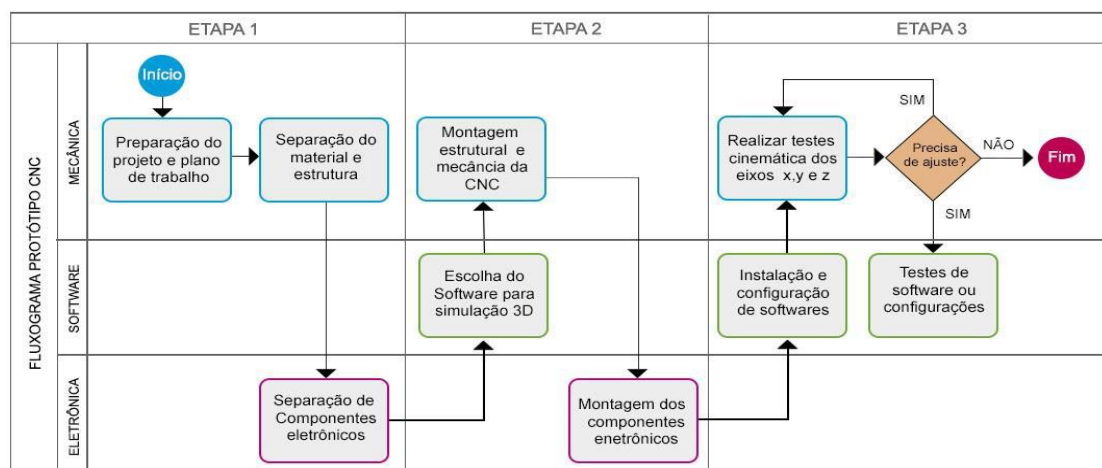 ETAPA 1
ETAPA 2
ETAPA 3
FLUXOGRAMA PROTÓTIPO CNC
MECÂNICA
Início
Preparação do
projeto e plano
de trabalho
Separação do
material e
estrutura
Montagem
estrutural e
mecância da
CNC
Realizar testes
cinemática dos
eixos x,y e z
SIM
Precisa
de ajuste?
NÃO
Fim
SIM
SOFTWARE
Escolha do
Software para
simulação 3D
Instalação e
configuração
de softwares
Testes de
software ou
configurações
ELETRÔNICA
Separação de
Componentes
eletrônicos
Montagem dos
componentes
enetrônicos